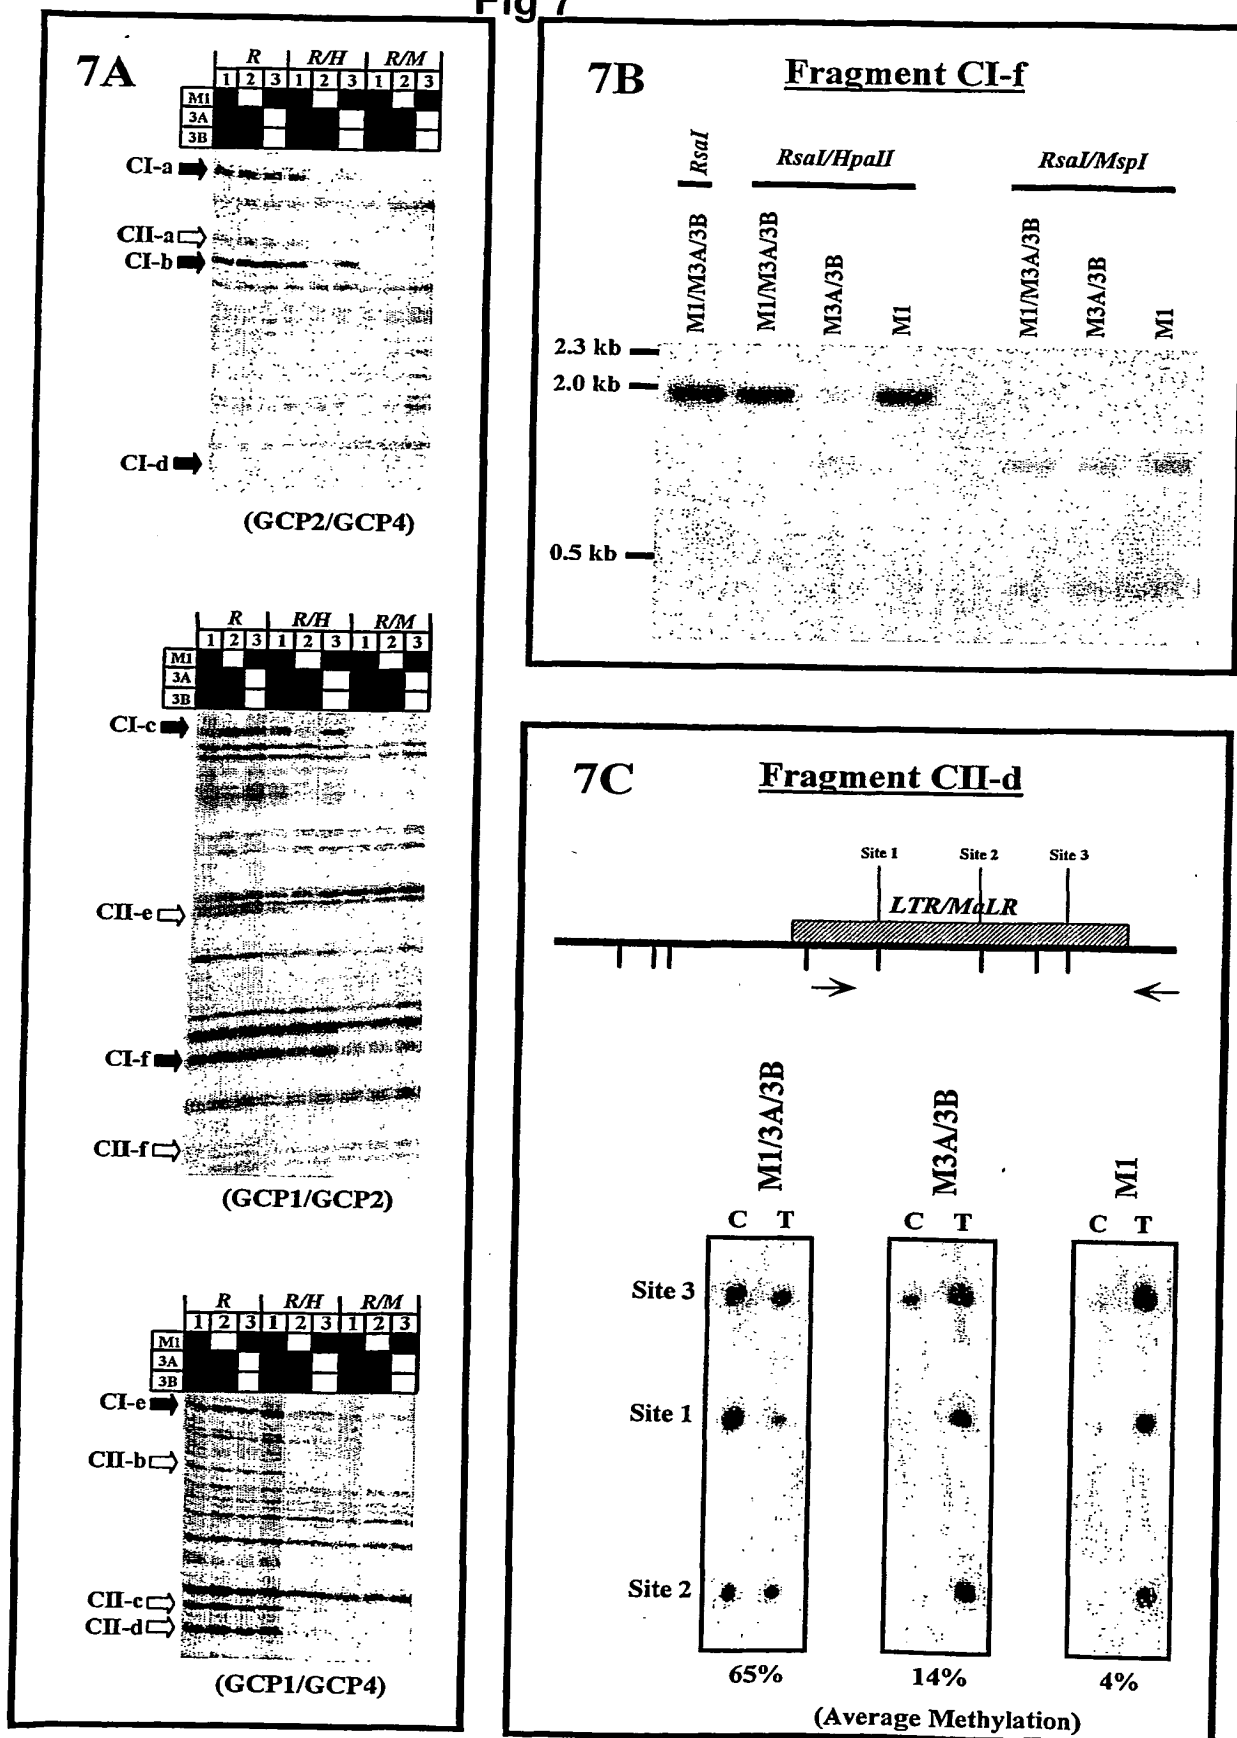 Fig 7
7A
R R/H R/M
1 2 3 1 2 3 1 2 3
M1
3A
3B
CI-a
CII-a
CI-b
CI-d
(GCP2/GCP4)
R R/H R/M
1 2 3 1 2 3 1 2 3
M1
3A
3B
CI-c
CII-e
CI-f
CII-f
(GCP1/GCP2)
R R/H R/M
1 2 3 1 2 3 1 2 3
M1
3A
3B
CI-e
CII-b
CII-c
CII-d
(GCP1/GCP4)
7B
Fragment CI-f
RsaI
RsaI/HpaII
RsaI/MspI
M1/M3A/3B
M1/M3A/3B
M3A/3B
M1
M1/M3A/3B
M3A/3B
M1
2.3 kb
2.0 kb
0.5 kb
7C
Fragment CII-d
Site 1 Site 2 Site 3
LTR/MaLR
M1/3A/3B
M3A/3B
M1
C T C T C T
Site 3
Site 1
Site 2
65% 14% 4%
(Average Methylation)